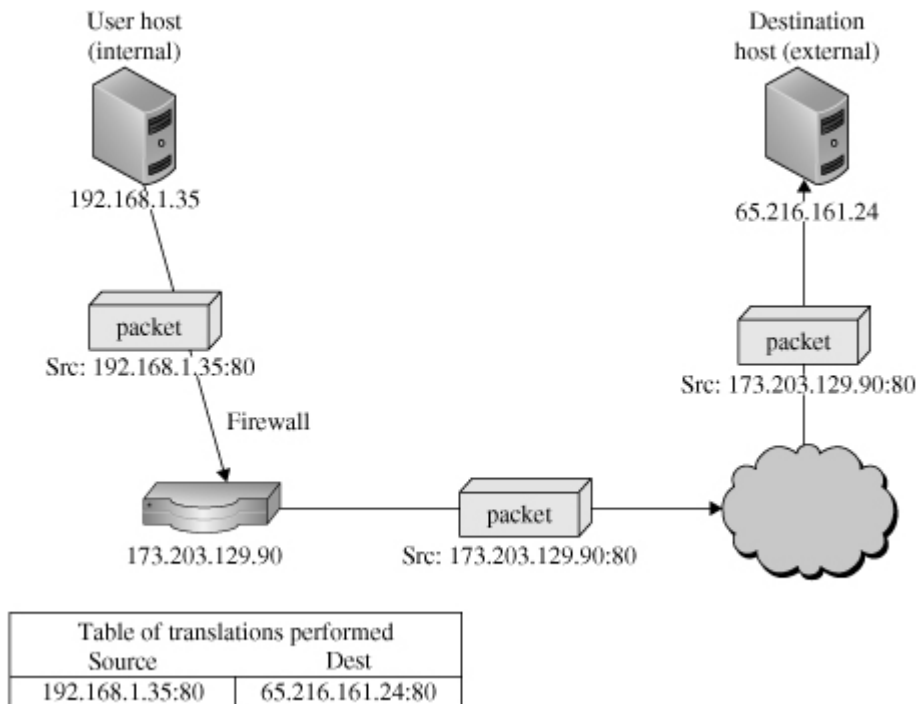 User host
(internal)
192.168.1.35
packet
Src: 192.168.1.35:80
Firewall
173.203.129.90
packet
Src: 173.203.129.90:80
Destination
host (external)
65.216.161.24
packet
Src: 173.203.129.90:80
Table of translations performed
Source Dest
192.168.1.35:80 65.216.161.24:80